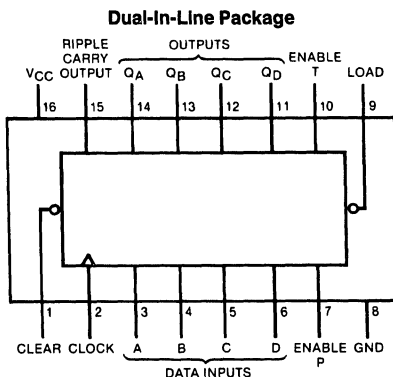 Dual-In-Line Package
RIPPLE CARRY OUTPUT
OUTPUTS
ENABLE T
LOAD
VCC
QA QB QC QD
16 15 14 13 12 11 10 9
1 2 3 4 5 6 7 8
CLEAR CLOCK A B C D ENABLE P GND
DATA INPUTS